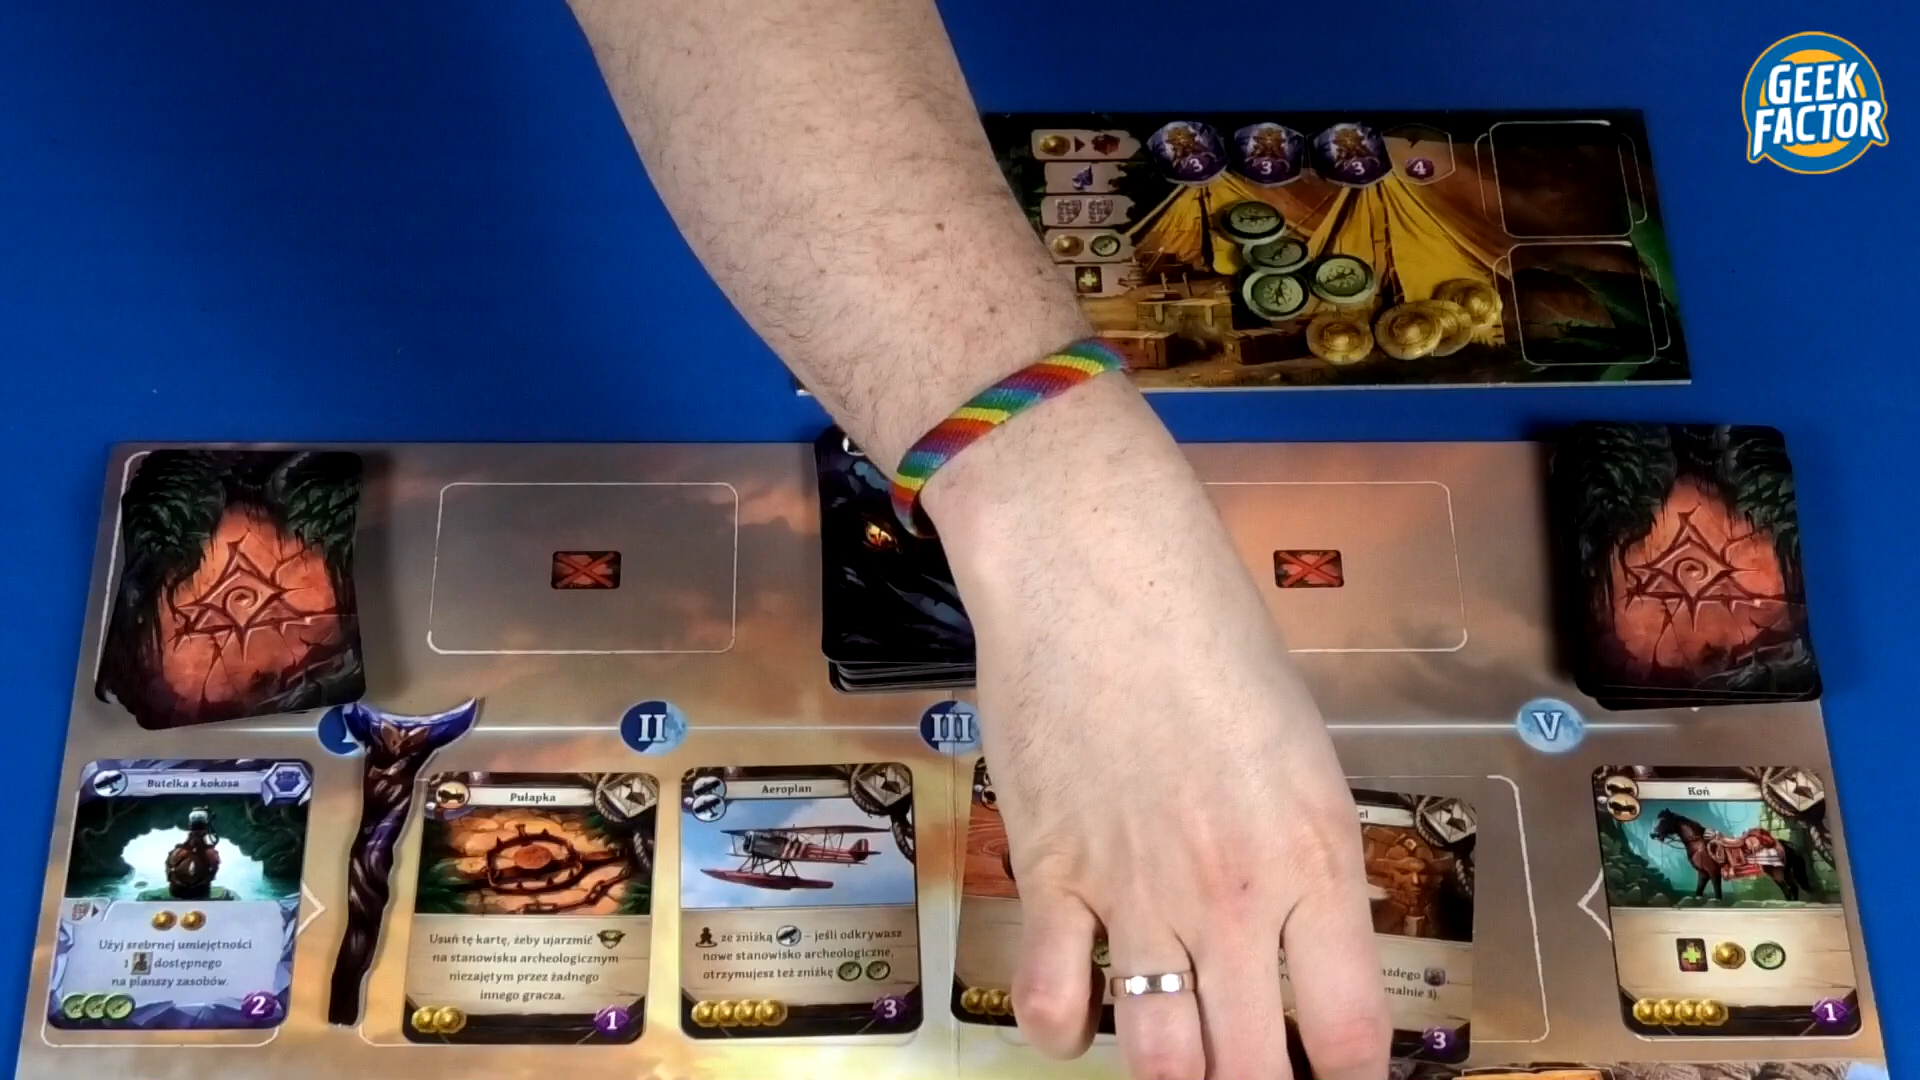 GEEK
FACTOR
3
3
3
4
II
III
V
Butelka z kokosa
Użyj srebrnej umiejętności
1 dostępnego
na planszy zasobów.
2
Pułapka
Usuń tę kartę, żeby ujarzmić
na stanowisku archeologicznym
niezajętym przez żadnego
innego gracza.
1
Aeroplan
ze zniżką – jeśli odkrywasz
nowe stanowisko archeologiczne,
otrzymujesz też zniżkę
3
3
Koń
1